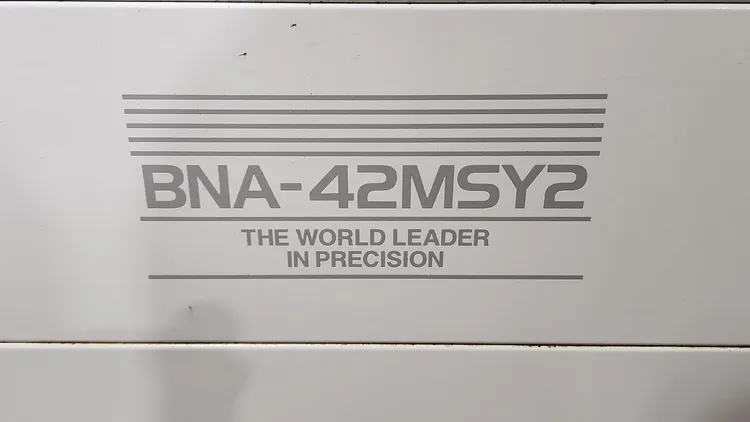 BNA-42MSY2
THE WORLD LEADER
IN PRECISION